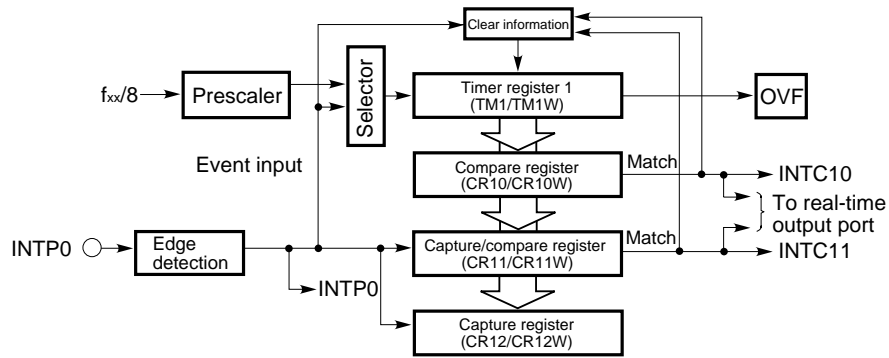 Clear information
fxx/8
Prescaler
Selector
Timer register 1
(TM1/TM1W)
OVF
Event input
Compare register
(CR10/CR10W)
Match
INTC10
To real-time
output port
INTP0
Edge
detection
Capture/compare register
(CR11/CR11W)
Match
INTC11
INTP0
Capture register
(CR12/CR12W)